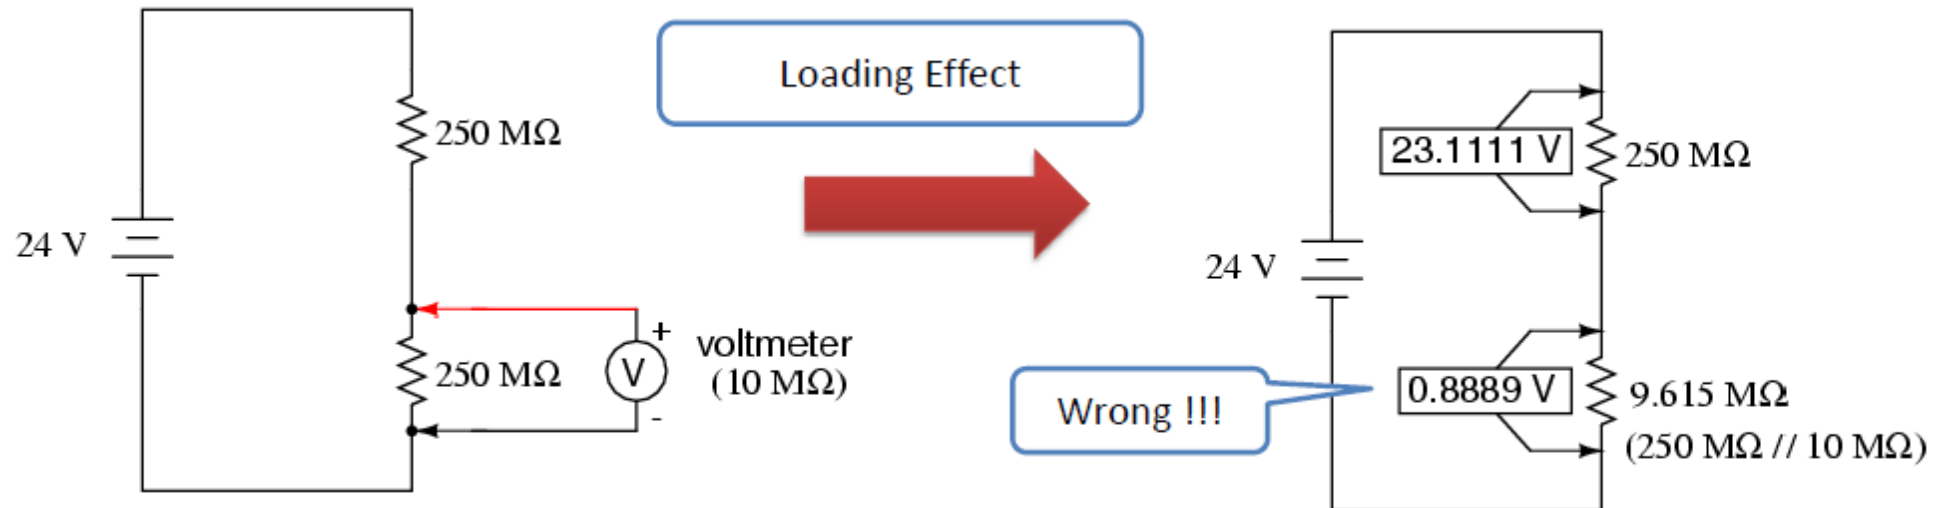 24 V
250 MΩ
250 MΩ
+
V
-
voltmeter
(10 MΩ)
Loading Effect
24 V
23.1111 V
250 MΩ
Wrong !!!
0.8889 V
9.615 MΩ
(250 MΩ // 10 MΩ)